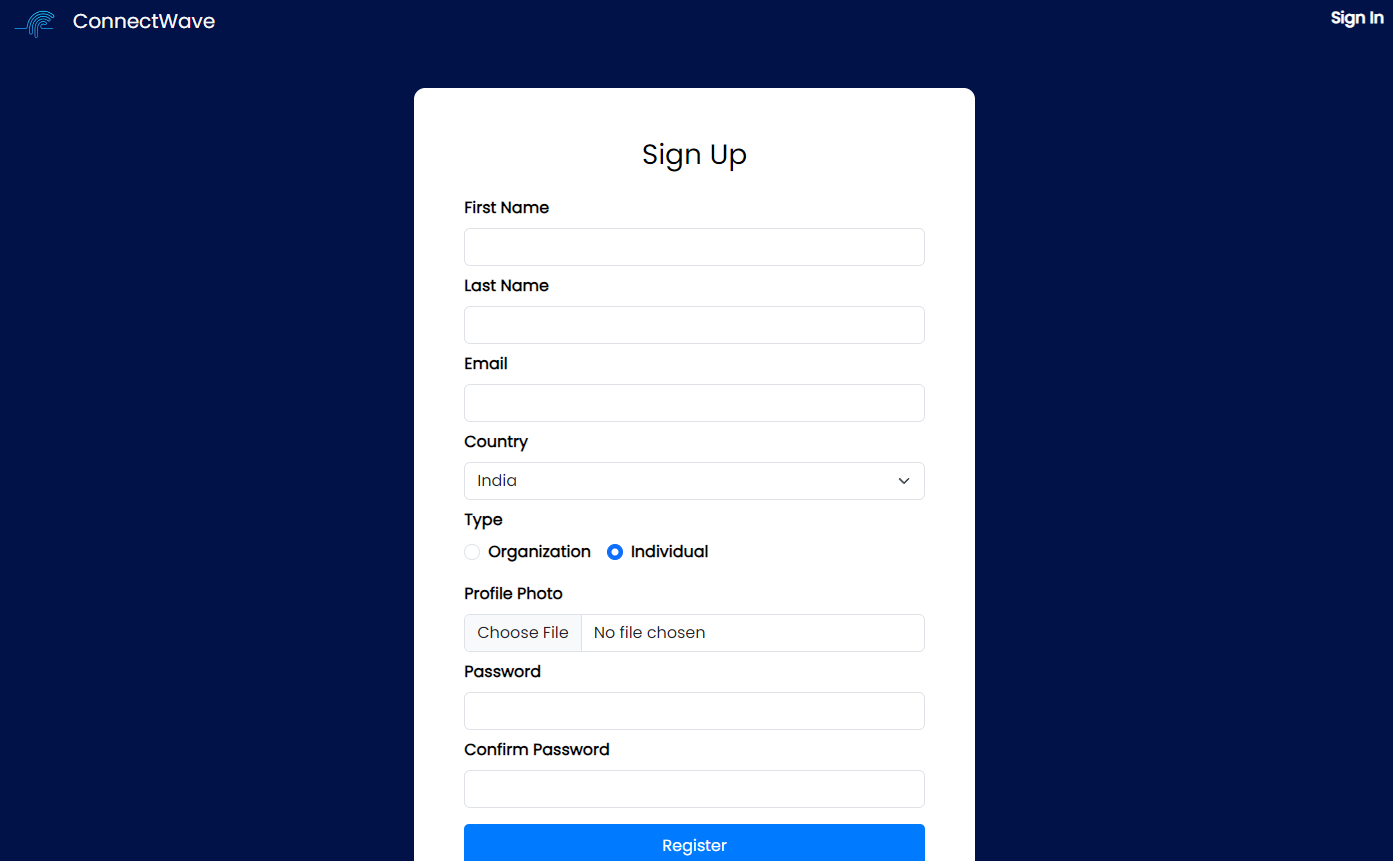 ConnectWave
Sign In
Sign Up
First Name
Last Name
Email
Country
India
Type
Organization Individual
Profile Photo
Choose File No file chosen
Password
Confirm Password
Register